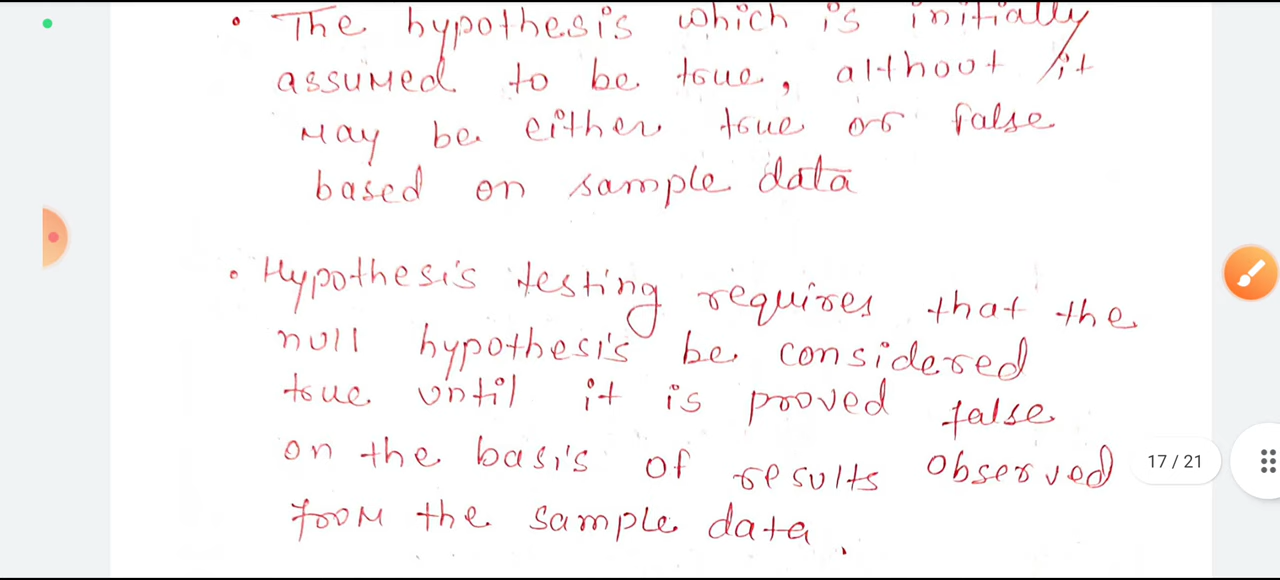 • The hypothesis which is initially
assumed to be true, althout it
may be either true or false
based on sample data
• Hypothesis testing requires that the
null hypothesis be considered
true until it is proved false
on the basis of results observed
from the sample data.
17 / 21